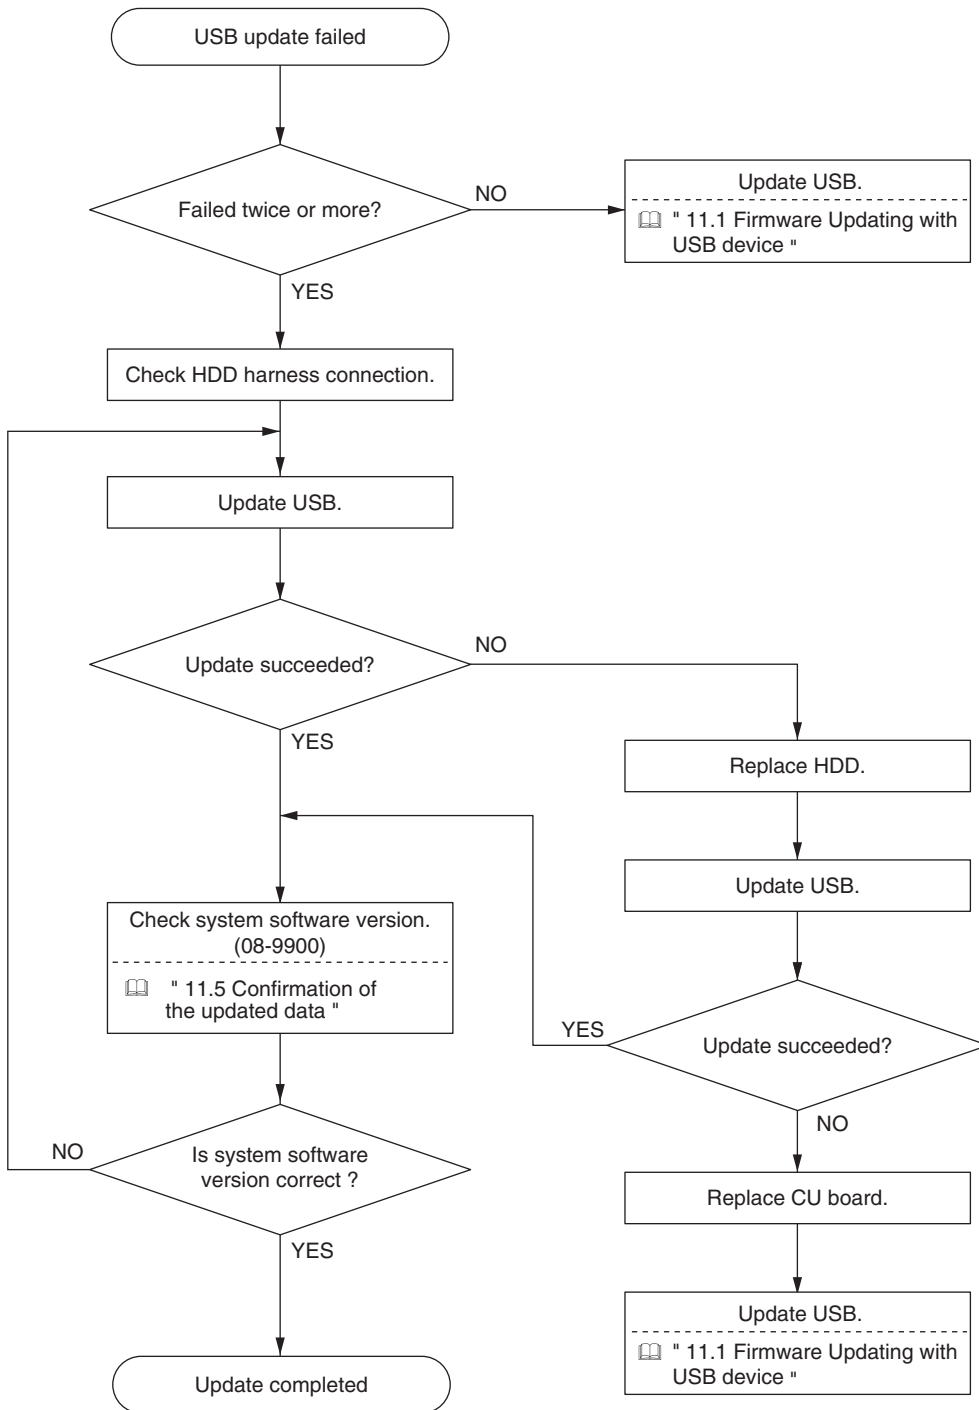 USB update failed
Failed twice or more?
NO
Update USB.
" 11.1 Firmware Updating with
USB device "
YES
Check HDD harness connection.
Update USB.
Update succeeded?
NO
YES
Replace HDD.
Update USB.
Check system software version.
(08-9900)
" 11.5 Confirmation of
the updated data "
YES
Update succeeded?
NO
NO
Is system software
version correct ?
YES
Replace CU board.
Update USB.
" 11.1 Firmware Updating with
USB device "
Update completed